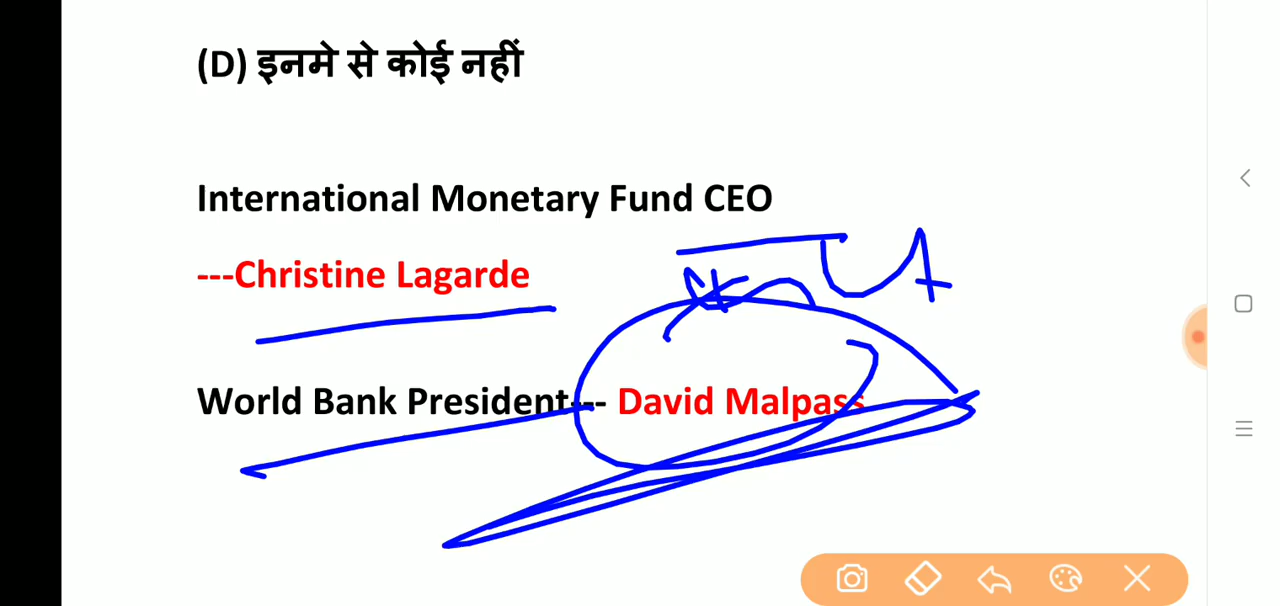 (D) इनमे से कोई नहीं
International Monetary Fund CEO
---Christine Lagarde
World Bank President--- David Malpass